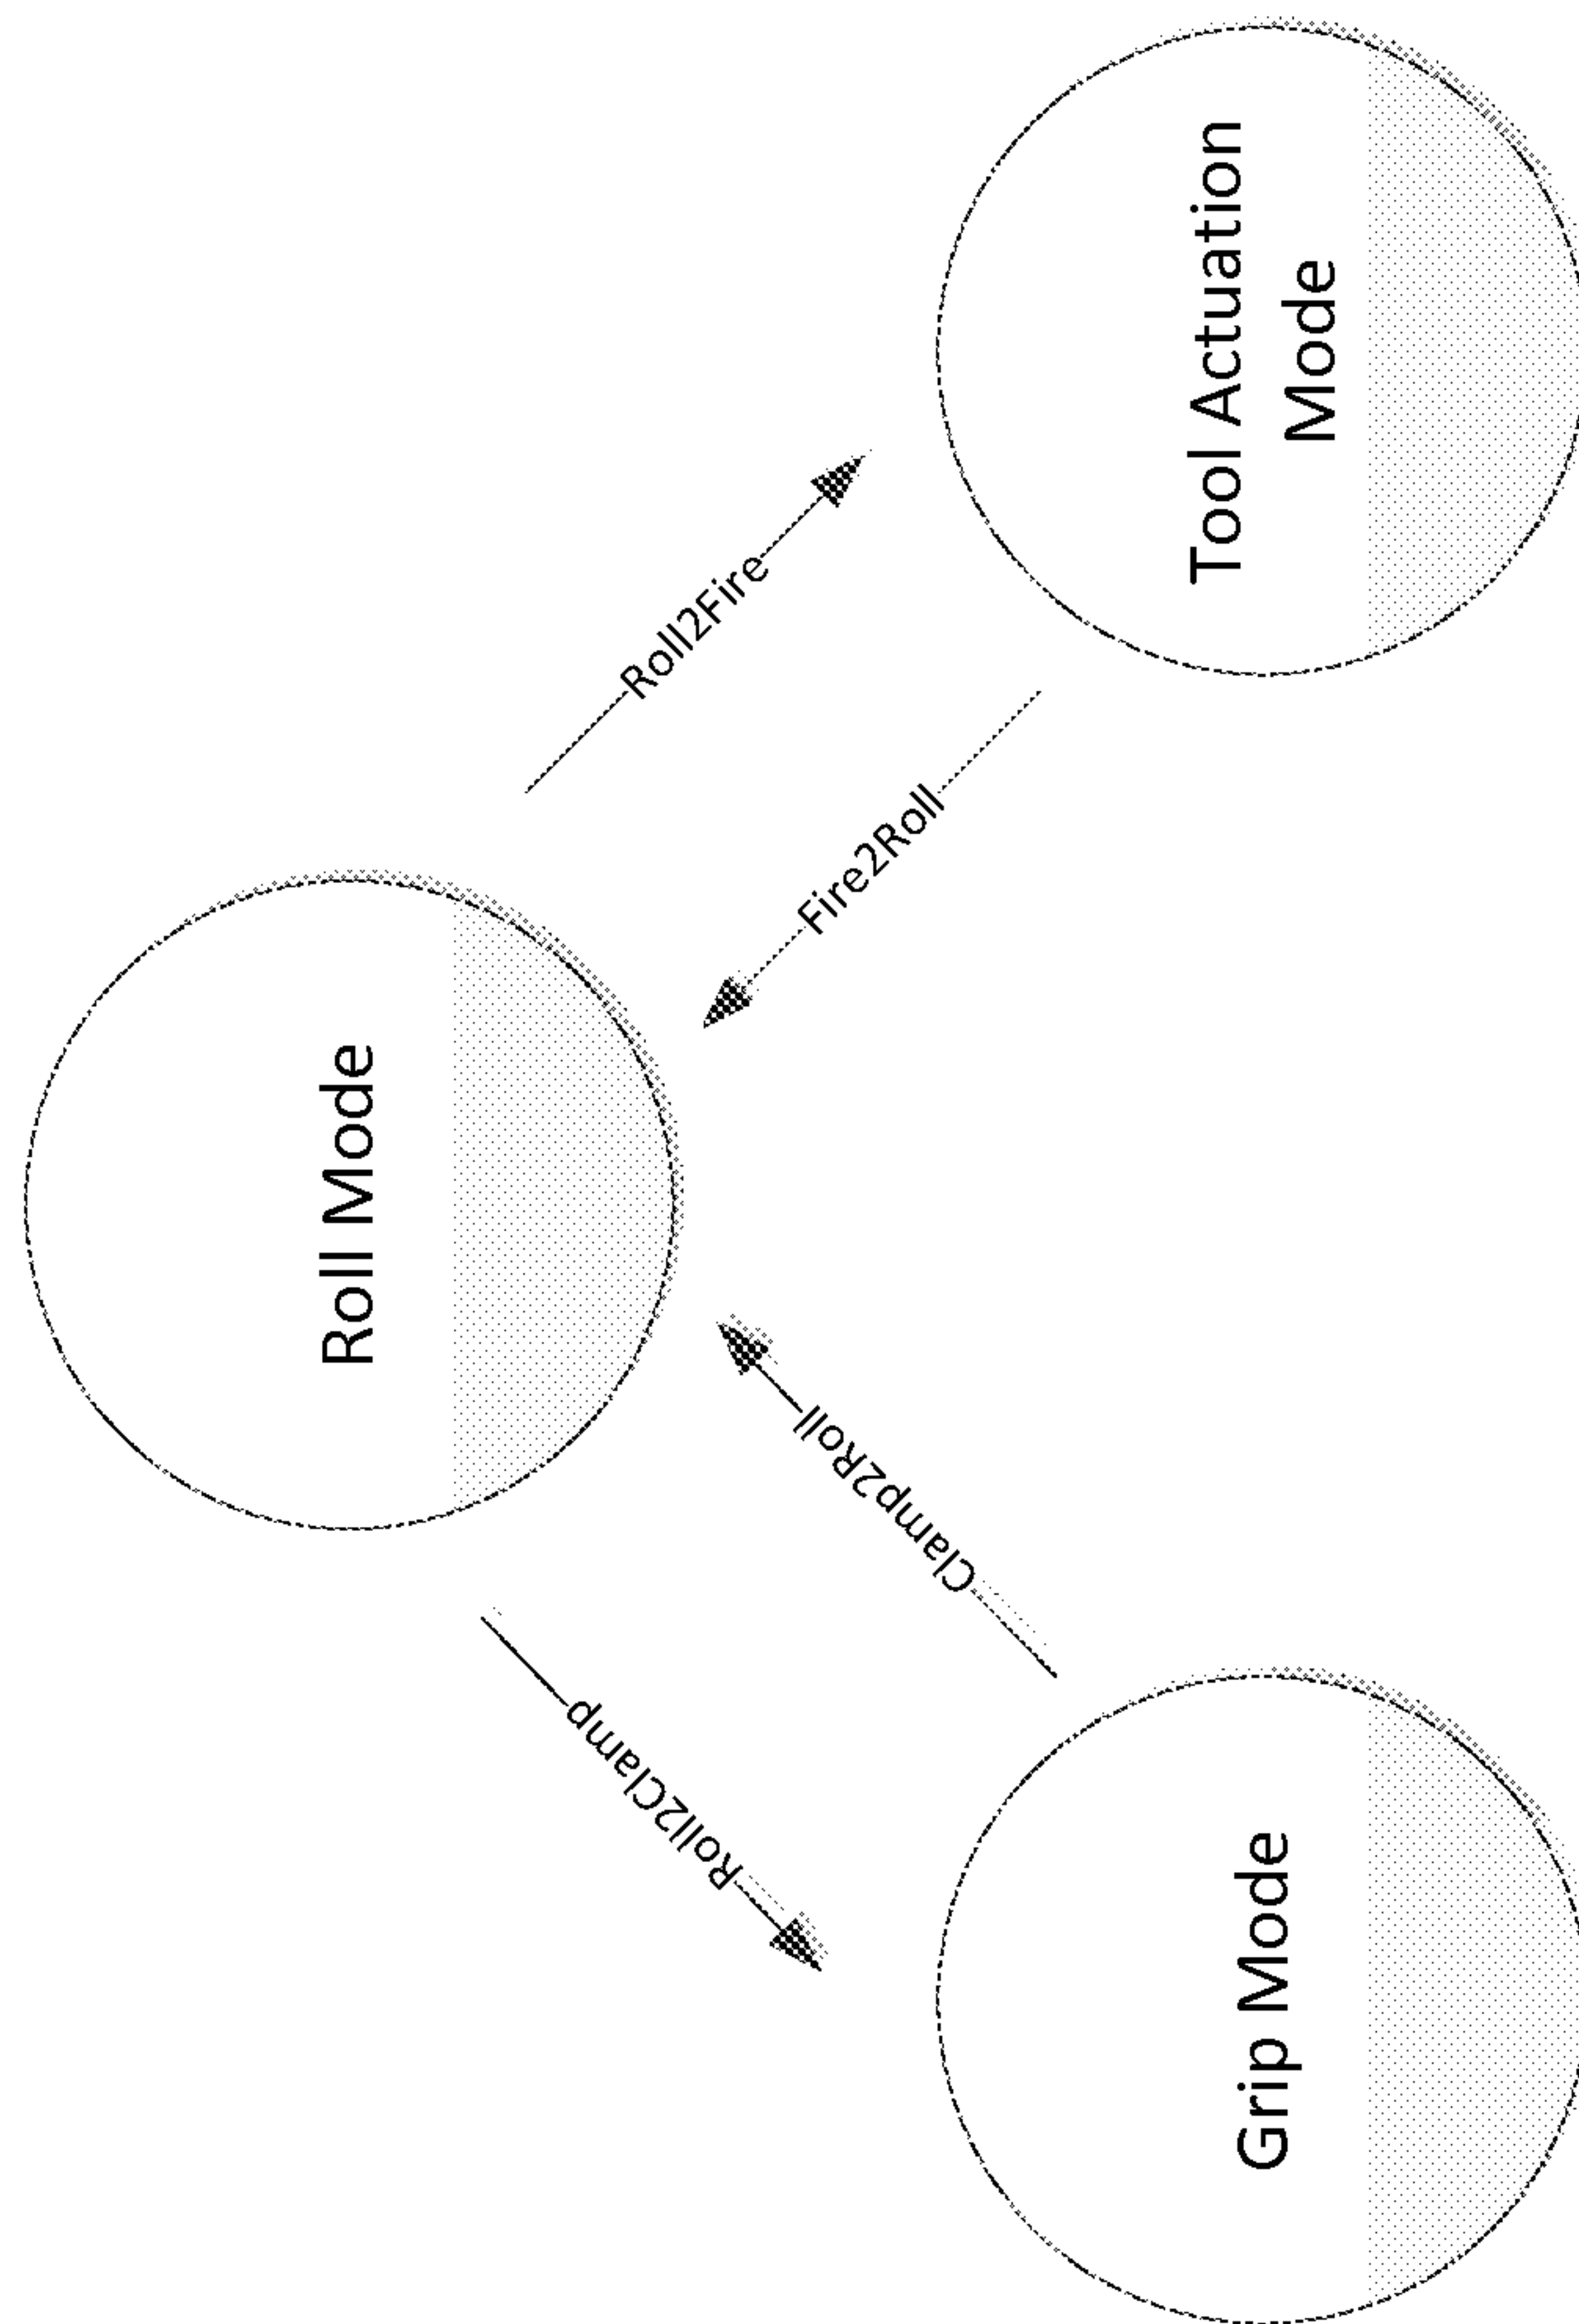 Roll Mode
Roll2Clamp
Clamp2Roll
Roll2Fire
Fire2Roll
Grip Mode
Tool Actuation
Mode